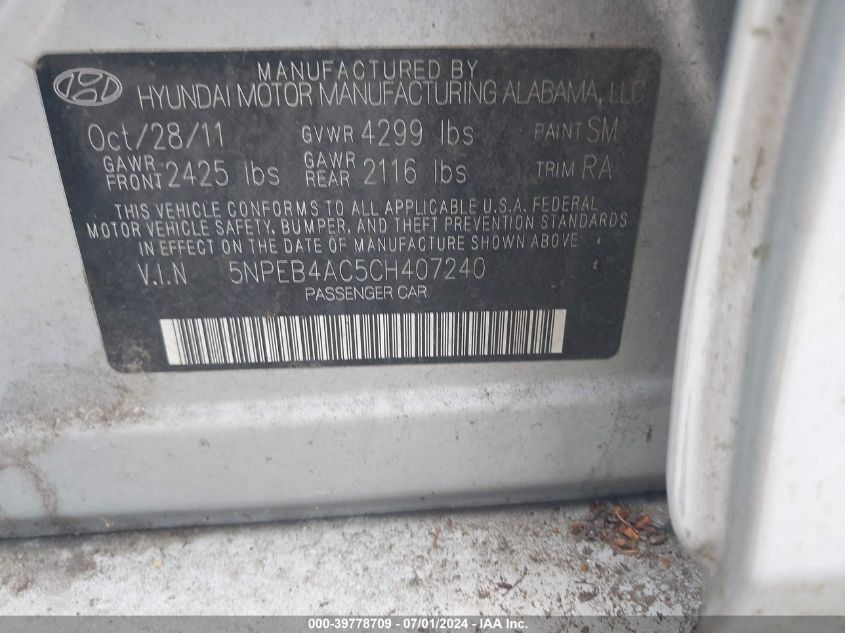 MANUFACTURED BY
HYUNDAI MOTOR MANUFACTURING ALABAMA, LLC
Oct/28/11 GVWR 4299 lbs PAINT SM
GAWR FRONT 2425 lbs GAWR REAR 2116 lbs TRIM RA
THIS VEHICLE CONFORMS TO ALL APPLICABLE U.S.A. FEDERAL
MOTOR VEHICLE SAFETY, BUMPER, AND THEFT PREVENTION STANDARDS
IN EFFECT ON THE DATE OF MANUFACTURE SHOWN ABOVE
V.I.N 5NPEB4AC5CH407240
PASSENGER CAR
000-39778709 - 07/01/2024 - IAA Inc.